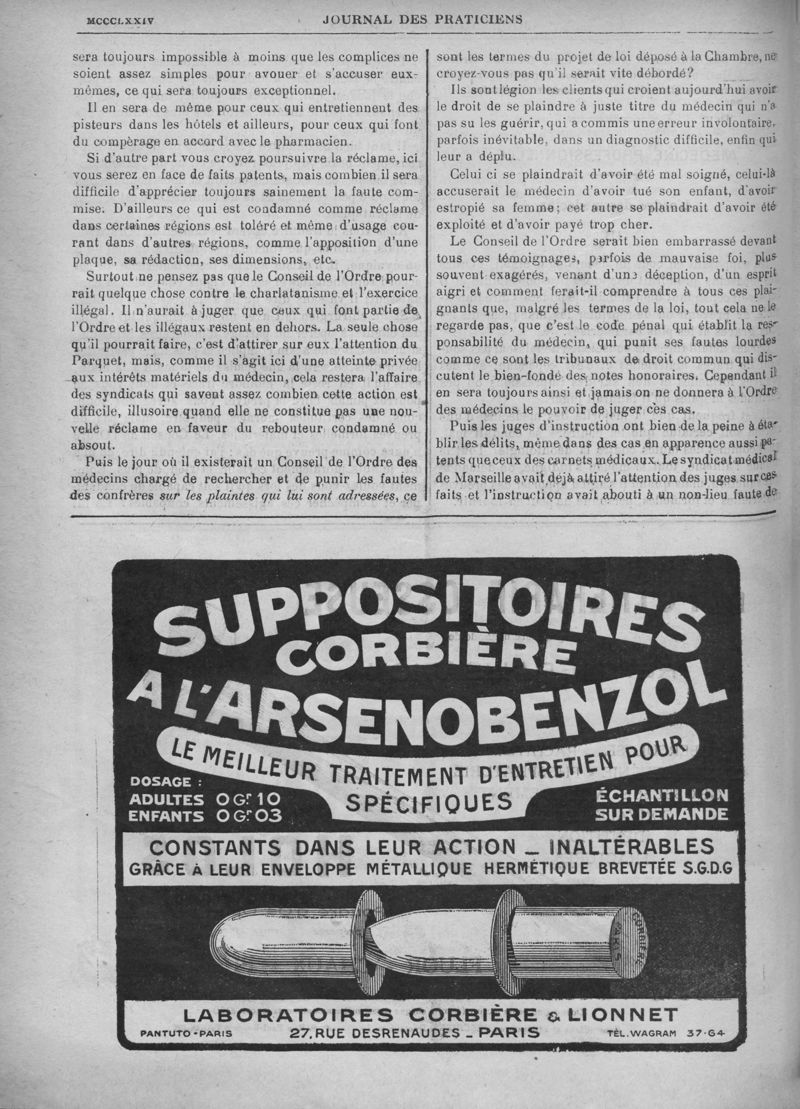 MCCCLXXIV
JOURNAL DES PRATICIENS
sera toujours impossible à moins que les complices ne
soient assez simples pour avouer et s'accuser eux-
mêmes, ce qui sera toujours exceptionnel.
Il en sera de même pour ceux qui entretiennent des
pisteurs dans les hôtels et ailleurs, pour ceux qui font
du compérage en accord avec le pharmacien.
Si d'autre part vous croyez poursuivre la réclame, ici
vous serez en face de faits patents, mais combien il sera
difficile d'apprécier toujours sainement la faute com-
mise. D'ailleurs ce qui est condamné comme réclame
dans certaines régions est toléré et même d'usage cou-
rant dans d'autres régions, comme l'apposition d'une
plaque, sa rédaction, ses dimensions, etc.
Surtout ne pensez pas que le Conseil de l'Ordre pour-
rait quelque chose contre le charlatanisme et l'exercice
illégal. Il n'aurait à juger que ceux qui font partie de
l'Ordre et les illégaux restent en dehors. La seule chose
qu'il pourrait faire, c'est d'attirer sur eux l'attention du
Parquet, mais, comme il s'agit ici d'une atteinte privée
aux intérêts matériels du médecin, cela restera l'affaire
des syndicats qui savent assez combien cette action est
difficile, illusoire quand elle ne constitue pas une nou-
velle réclame en faveur du rebouteur condamné ou
absout.
Puis le jour où il existerait un Conseil de l'Ordre des
médecins chargé de rechercher et de punir les fautes
des confrères sur les plaintes qui lui sont adressées, ce
sont les termes du projet de loi déposé à la Chambre, ne
croyez-vous pas qu'il serait vite débordé?
Ils sont légion les clients qui croient aujourd'hui avoir
le droit de se plaindre à juste titre du médecin qui n'a
pas su les guérir, qui a commis une erreur involontaire,
parfois inévitable, dans un diagnostic difficile, enfin qui
leur a déplu.
Celui ci se plaindrait d'avoir été mal soigné, celui-là
accuserait le médecin d'avoir tué son enfant, d'avoir
estropié sa femme; cet autre se plaindrait d'avoir été
exploité et d'avoir payé trop cher.
Le Conseil de l'Ordre serait bien embarrassé devant
tous ces témoignages, parfois de mauvaise foi, plus
souvent exagérés, venant d'une déception, d'un esprit
aigri et comment ferait-il comprendre à tous ces plai-
gnants que, malgré les termes de la loi, tout cela ne le
regarde pas, que c'est le code pénal qui établit la res-
ponsabilité du médecin, qui punit ses fautes lourdes
comme ce sont les tribunaux de droit commun qui dis-
cutent le bien-fondé des notes honoraires. Cependant il
en sera toujours ainsi et jamais on ne donnera à l'Ordre
des médecins le pouvoir de juger ces cas.
Puis les juges d'instruction ont bien de la peine à éta-
blir les délits, même dans des cas en apparence aussi pa-
tents que ceux des carnets médicaux. Le syndicat médical
de Marseille avait déjà attiré l'attention des juges sur ces
faits et l'instruction avait abouti à un non-lieu faute de
SUPPOSITOIRES
CORBIÈRE
A L'ARSENOBENZOL
LE MEILLEUR TRAITEMENT D'ENTRETIEN POUR
SPÉCIFIQUES
DOSAGE :
ADULTES 0 Gr 10
ENFANTS 0 Gr 03
ÉCHANTILLON
SUR DEMANDE
CONSTANTS DANS LEUR ACTION _ INALTÉRABLES
GRÂCE À LEUR ENVELOPPE MÉTALLIQUE HERMÉTIQUE BREVETÉE S.G.D.G
CORBIÈRE
PARIS
LABORATOIRES CORBIÈRE & LIONNET
PANTUTO-PARIS
27, RUE DESRENAUDES _ PARIS
TÉL. WAGRAM 37-64